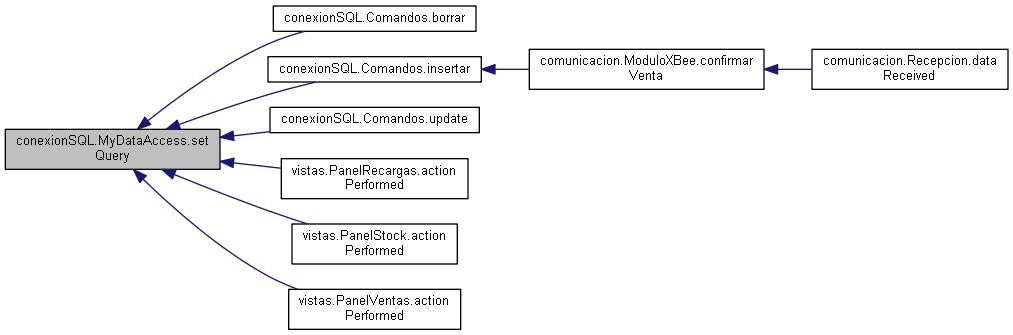 conexionSQL.Comandos.borrar
conexionSQL.Comandos.insertar
comunicacion.ModuloXBee.confirmar
Venta
comunicacion.Recepcion.data
Received
conexionSQL.Comandos.update
conexionSQL.MyDataAccess.set
Query
vistas.PanelRecargas.action
Performed
vistas.PanelStock.action
Performed
vistas.PanelVentas.action
Performed